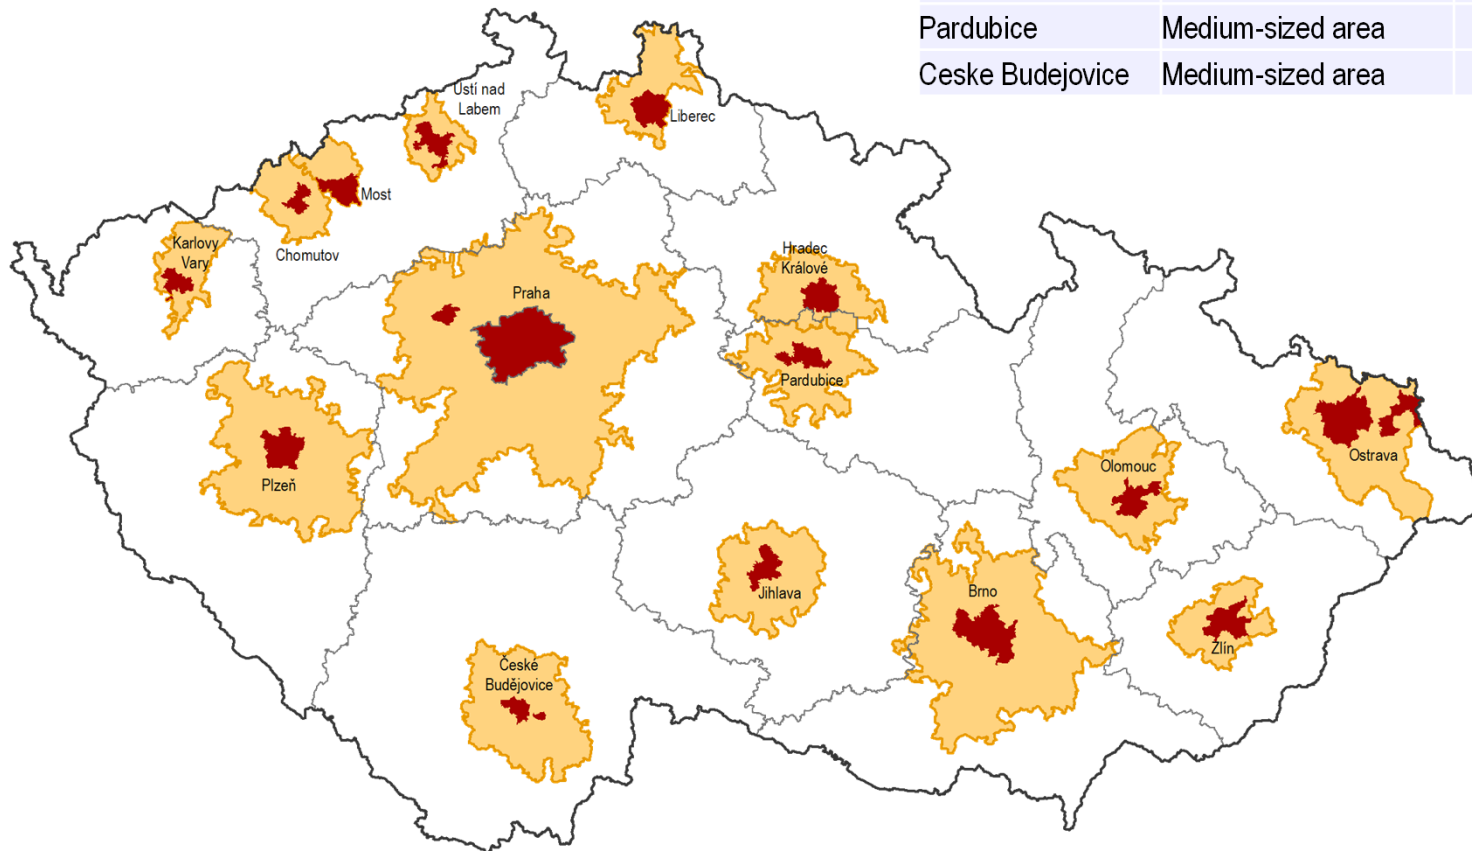 Pardubice Medium-sized area
Ceske Budejovice Medium-sized area
Ústí nad
Labem
Liberec
Most
Chomutov
Karlovy
Vary
Praha
Hradec
Králové
Pardubice
Plzeň
Olomouc
Ostrava
Jihlava
Brno
Zlín
České
Budějovice